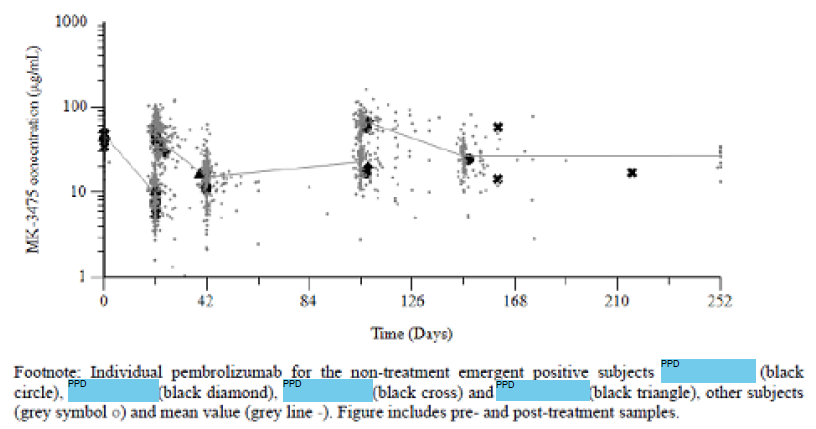 1000
100
10
1
MK-3475 concentration (µg/mL)
0 42 84 126 168 210 252
Time (Days)
Footnote: Individual pembrolizumab for the non-treatment emergent positive subjects PPD (black
circle), PPD (black diamond), PPD (black cross) and PPD (black triangle), other subjects
(grey symbol o) and mean value (grey line -). Figure includes pre- and post-treatment samples.